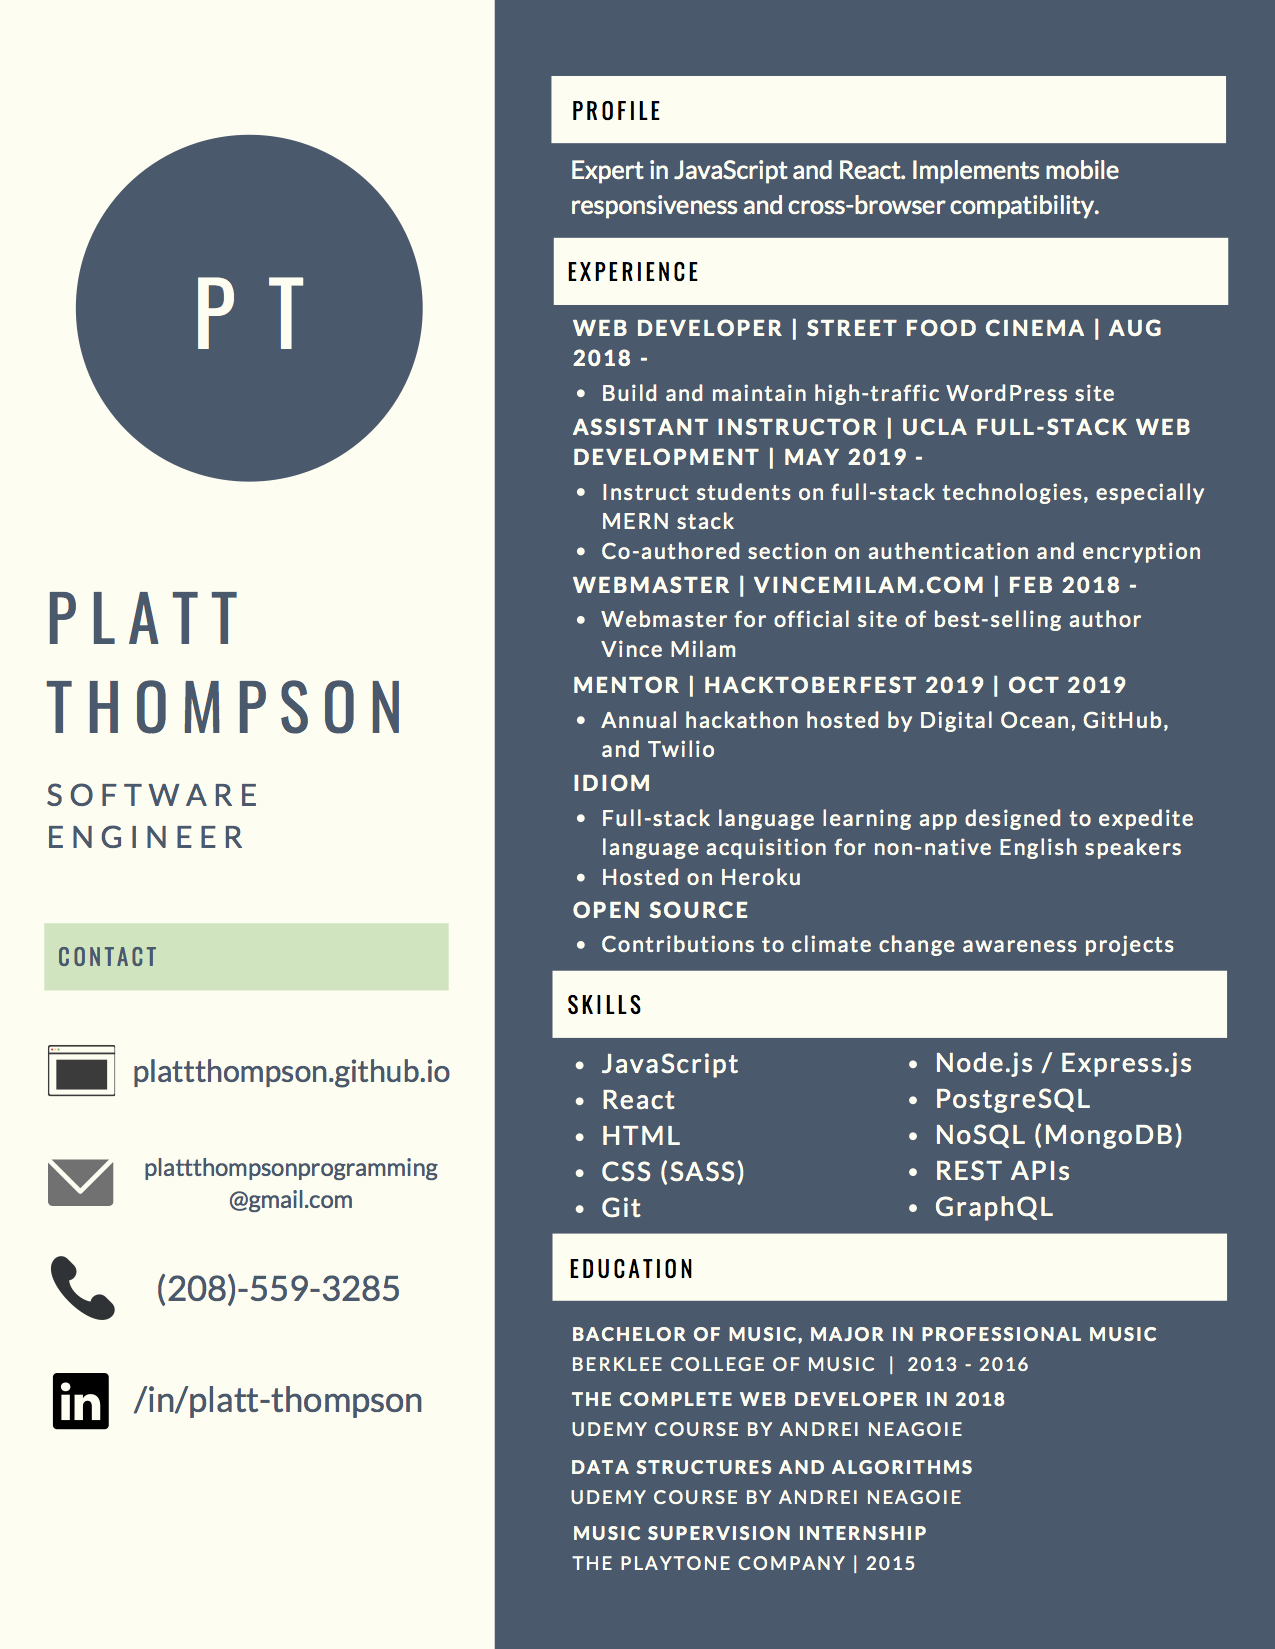 P T
PLATT
THOMPSON
SOFTWARE
ENGINEER
CONTACT
plattthompson.github.io
plattthompsonprogramming
@gmail.com
(208)-559-3285
in
/in/platt-thompson
PROFILE
Expert in JavaScript and React. Implements mobile
responsiveness and cross-browser compatibility.
EXPERIENCE
WEB DEVELOPER | STREET FOOD CINEMA | AUG
2018 -
• Build and maintain high-traffic WordPress site
ASSISTANT INSTRUCTOR | UCLA FULL-STACK WEB
DEVELOPMENT | MAY 2019 -
• Instruct students on full-stack technologies, especially
MERN stack
• Co-authored section on authentication and encryption
WEBMASTER | VINCEMILAM.COM | FEB 2018 -
• Webmaster for official site of best-selling author
Vince Milam
MENTOR | HACKTOBERFEST 2019 | OCT 2019
• Annual hackathon hosted by Digital Ocean, GitHub,
and Twilio
IDIOM
• Full-stack language learning app designed to expedite
language acquisition for non-native English speakers
• Hosted on Heroku
OPEN SOURCE
• Contributions to climate change awareness projects
SKILLS
• JavaScript
• React
• HTML
• CSS (SASS)
• Git
• Node.js / Express.js
• PostgreSQL
• NoSQL (MongoDB)
• REST APIs
• GraphQL
EDUCATION
BACHELOR OF MUSIC, MAJOR IN PROFESSIONAL MUSIC
BERKLEE COLLEGE OF MUSIC | 2013 - 2016
THE COMPLETE WEB DEVELOPER IN 2018
UDEMY COURSE BY ANDREI NEAGOIE
DATA STRUCTURES AND ALGORITHMS
UDEMY COURSE BY ANDREI NEAGOIE
MUSIC SUPERVISION INTERNSHIP
THE PLAYTONE COMPANY | 2015